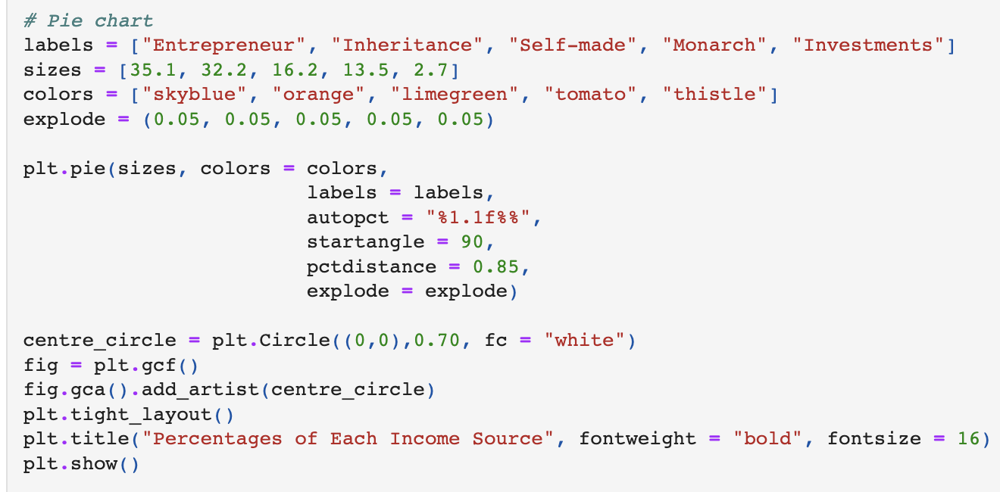 # Pie chart
labels = ["Entrepreneur", "Inheritance", "Self-made", "Monarch", "Investments"]
sizes = [35.1, 32.2, 16.2, 13.5, 2.7]
colors = ["skyblue", "orange", "limegreen", "tomato", "thistle"]
explode = (0.05, 0.05, 0.05, 0.05, 0.05)

plt.pie(sizes, colors = colors,
                        labels = labels,
                        autopct = "%1.1f%%",
                        startangle = 90,
                        pctdistance = 0.85,
                        explode = explode)

centre_circle = plt.Circle((0,0),0.70, fc = "white")
fig = plt.gcf()
fig.gca().add_artist(centre_circle)
plt.tight_layout()
plt.title("Percentages of Each Income Source", fontweight = "bold", fontsize = 16)
plt.show()